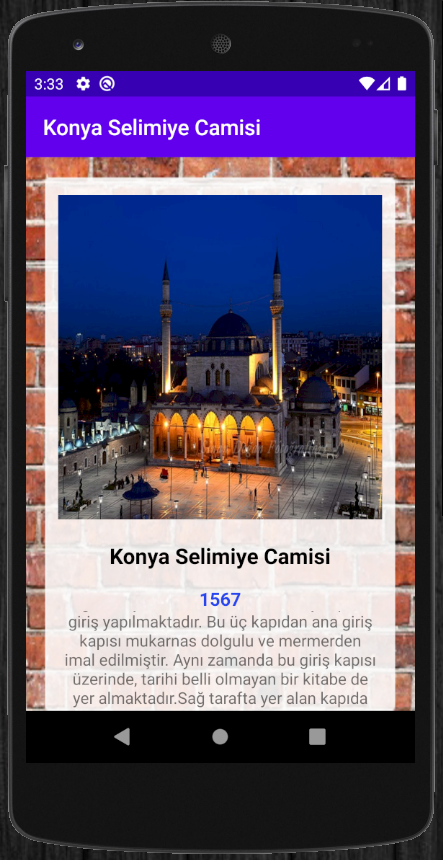 3:33
Konya Selimiye Camisi
Konya Selimiye Camisi
1567
giriş yapılmaktadır. Bu üç kapıdan ana giriş
kapısı mukarnas dolgulu ve mermerden
imal edilmiştir. Aynı zamanda bu giriş kapısı
üzerinde, tarihi belli olmayan bir kitabe de
yer almaktadır.Sağ tarafta yer alan kapıda